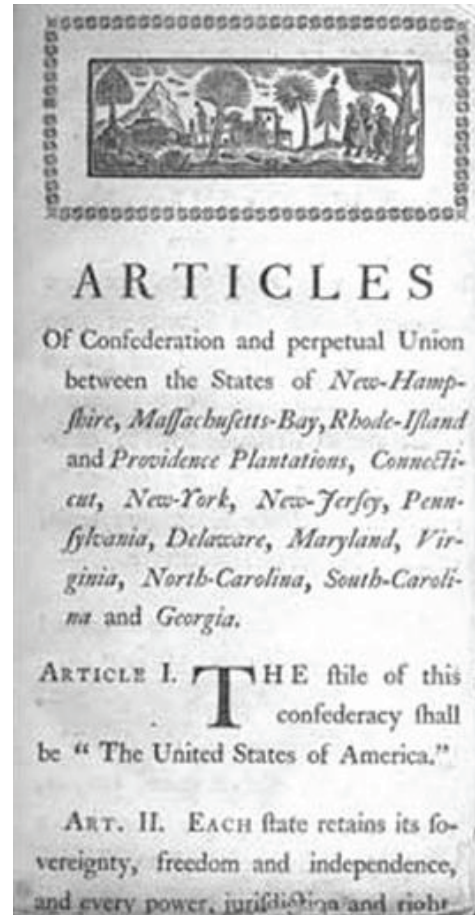 ARTICLES
Of Confederation and perpetual Union
between the States of New-Hamp-
ſhire, Maſſachuſetts-Bay, Rhode-Iſland
and Providence Plantations, Connecti-
cut, New-York, New-Jerſey, Penn-
ſylvania, Delaware, Maryland, Vir-
ginia, North-Carolina, South-Caroli-
na and Georgia.
ARTICLE I. THE ſtile of this
confederacy ſhall
be “ The United States of America.”
ART. II. EACH ſtate retains its ſo-
vereignty, freedom and independence,
and every power, juriſdiction and right